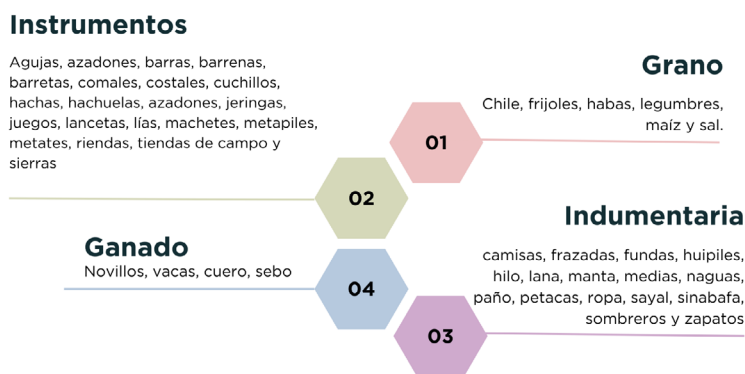 Instrumentos
Agujas, azadones, barras, barrenas,
barretas, comales, costales, cuchillos,
hachas, hachuelas, azadones, jeringas,
juegos, lancetas, lías, machetes, metapiles,
metates, riendas, tiendas de campo y
sierras
Grano
Chile, frijoles, habas, legumbres,
maíz y sal.
01
02
Ganado
Novillos, vacas, cuero, sebo
04
Indumentaria
camisas, frazadas, fundas, huipiles,
hilo, lana, manta, medias, naguas,
paño, petacas, ropa, sayal, sinabafa,
sombreros y zapatos
03